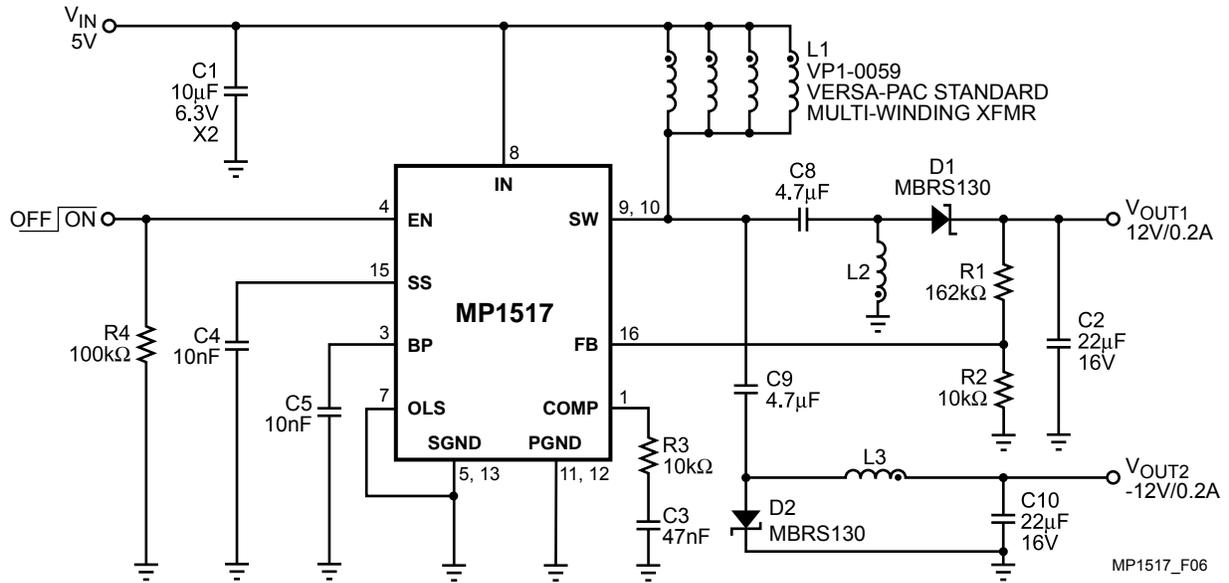 VIN
5V
C1
10µF
6.3V
X2
L1
VP1-0059
VERSA-PAC STANDARD
MULTI-WINDING XFMR
8
IN
OFF ON
4
EN
SW
9, 10
C8
4.7µF
D1
MBRS130
VOUT1
12V/0.2A
15
SS
L2
R1
162kΩ
MP1517
R4
100kΩ
C4
10nF
3
BP
FB
16
C2
22µF
16V
C9
4.7µF
R2
10kΩ
C5
10nF
7
OLS
COMP
1
SGND
PGND
R3
10kΩ
5, 13
11, 12
L3
VOUT2
-12V/0.2A
C3
47nF
D2
MBRS130
C10
22µF
16V
MP1517_F06